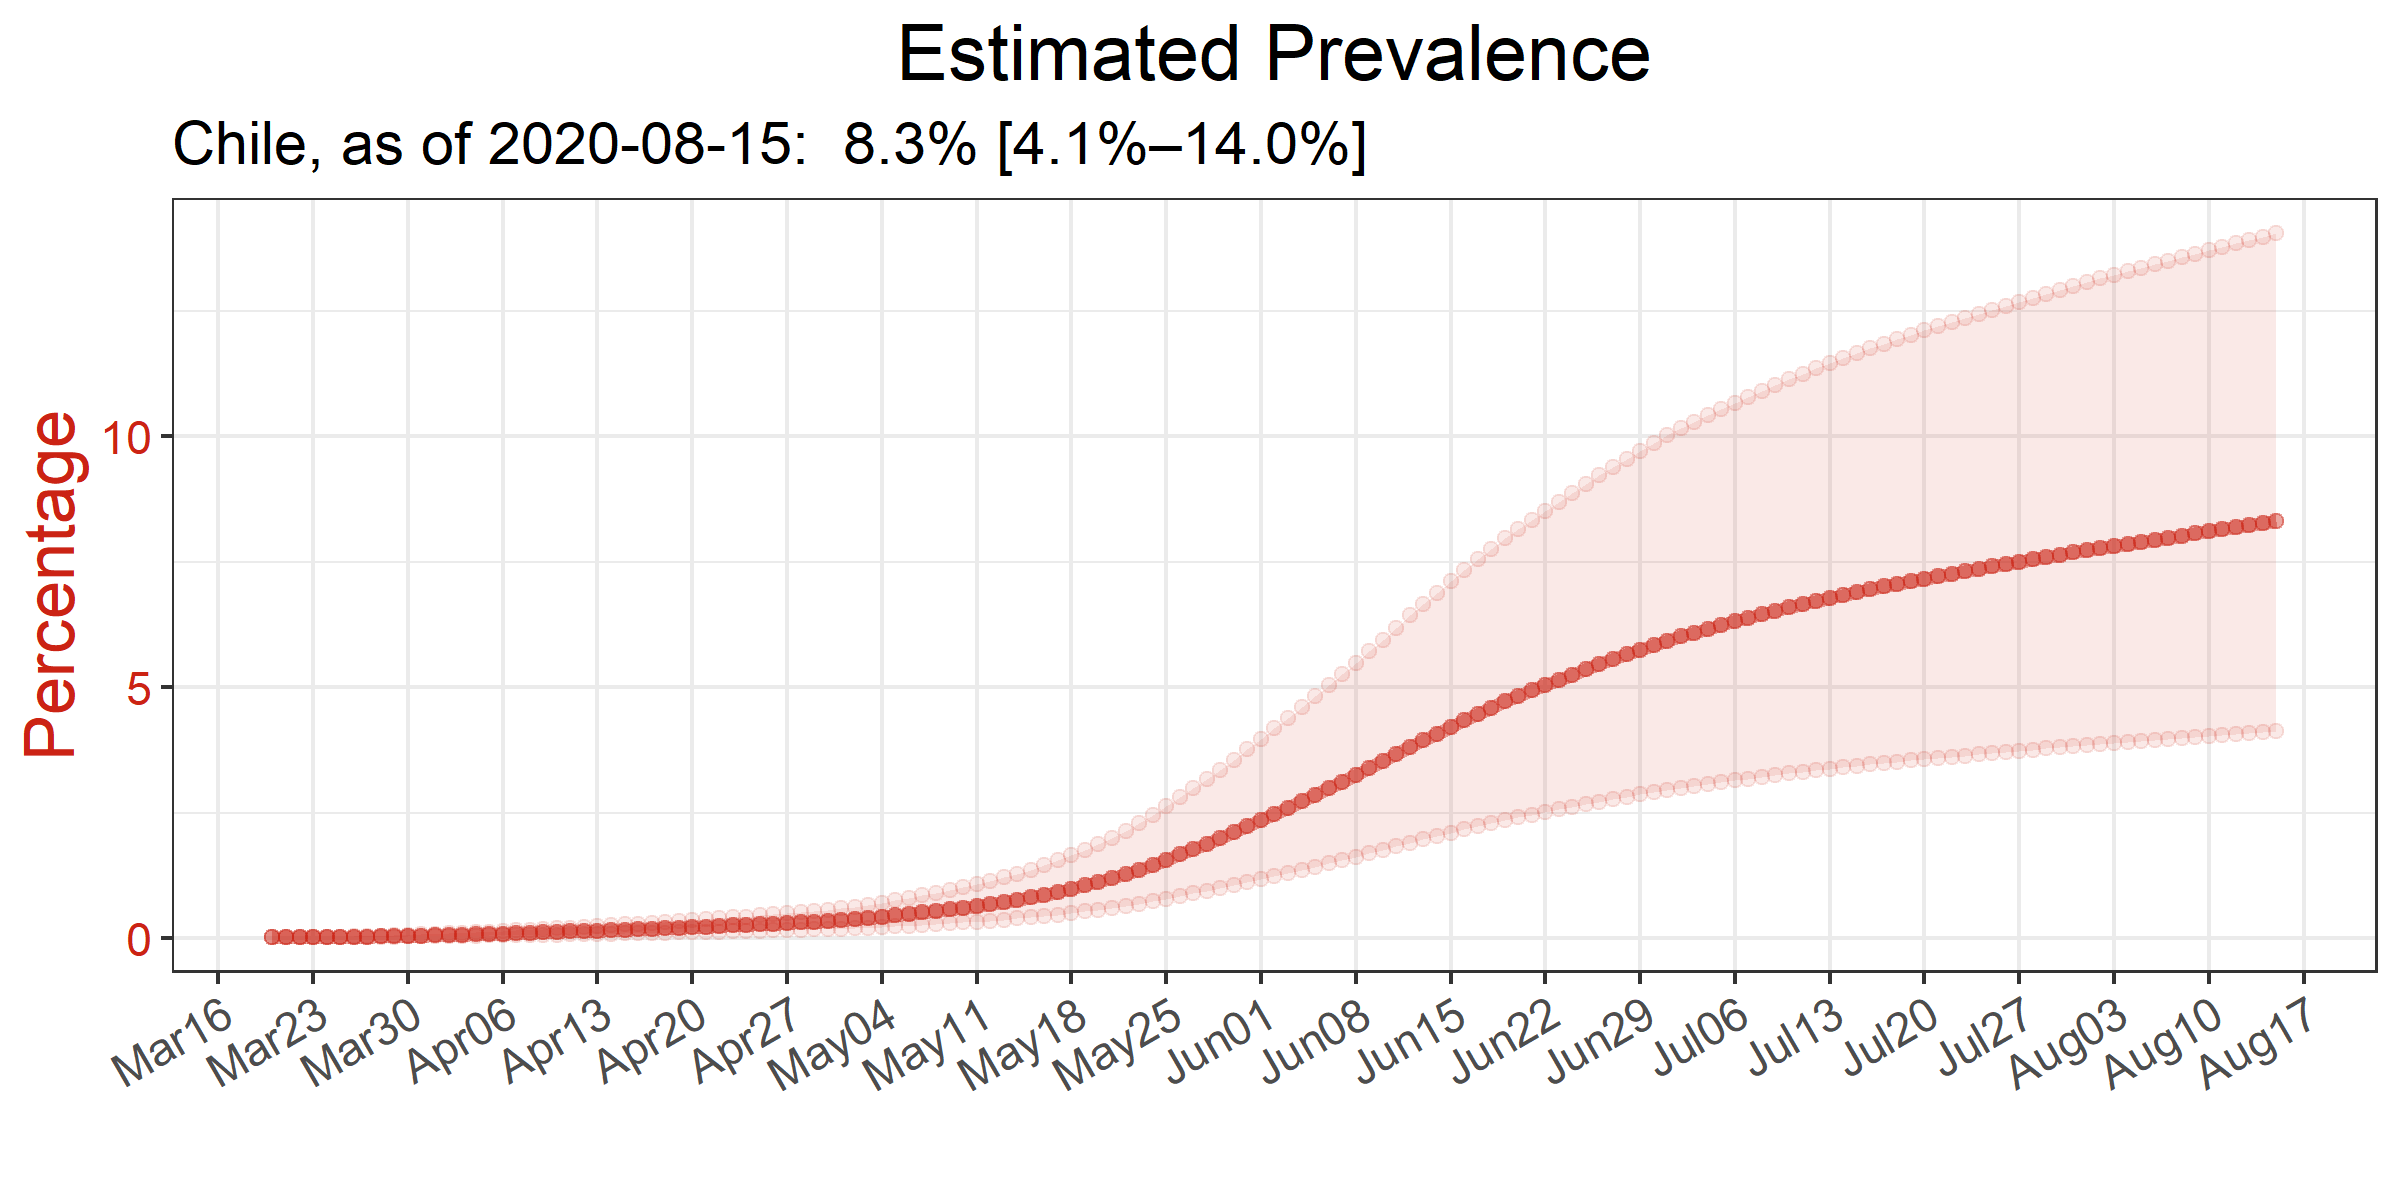 Estimated Prevalence
Chile, as of 2020-08-15:  8.3% [4.1%–14.0%]
Percentage
10
5
0
Mar16
Mar23
Mar30
Apr06
Apr13
Apr20
Apr27
May04
May11
May18
May25
Jun01
Jun08
Jun15
Jun22
Jun29
Jul06
Jul13
Jul20
Jul27
Aug03
Aug10
Aug17